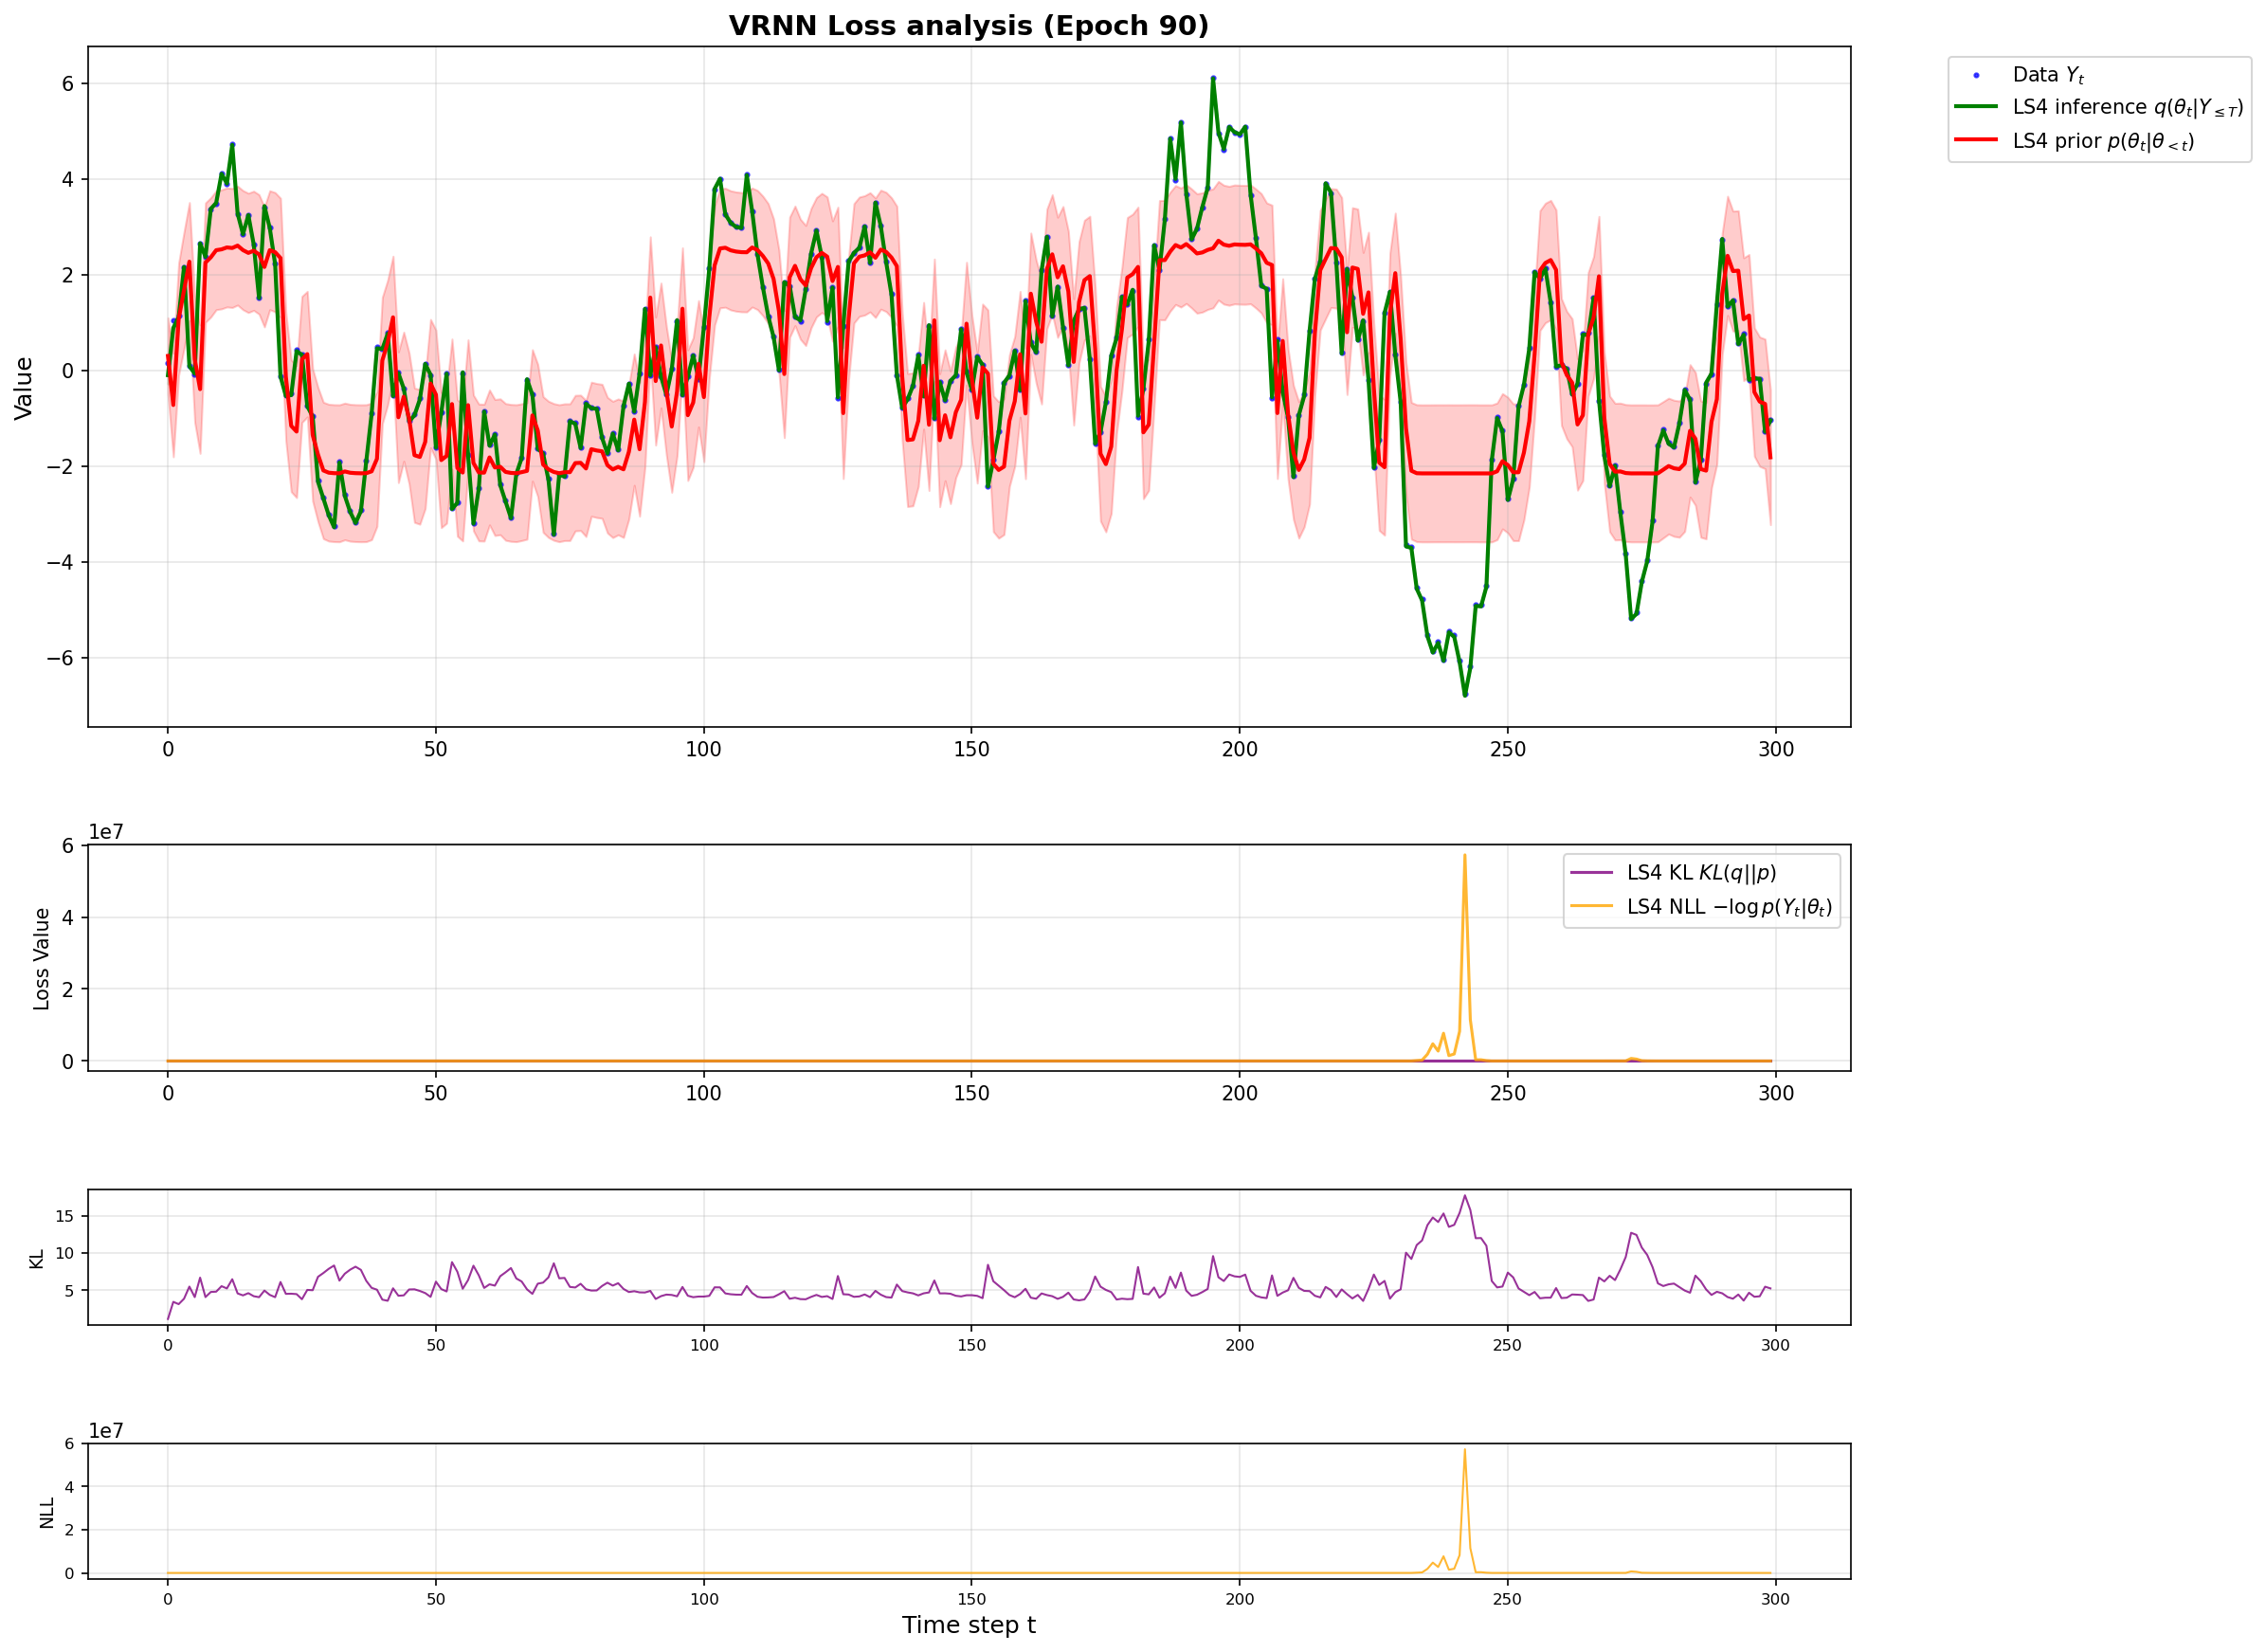 VRNN Loss analysis (Epoch 90)
Data Y_t
LS4 inference q(θ_t|Y_{≤T})
LS4 prior p(θ_t|θ_{<t})
Value
6
4
2
0
−2
−4
−6
0 50 100 150 200 250 300
1e7
Loss Value
6
4
2
0
LS4 KL KL(q||p)
LS4 NLL −log p(Y_t|θ_t)
0 50 100 150 200 250 300
KL
15
10
5
0 50 100 150 200 250 300
1e7
NLL
6
4
2
0
0 50 100 150 200 250 300
Time step t